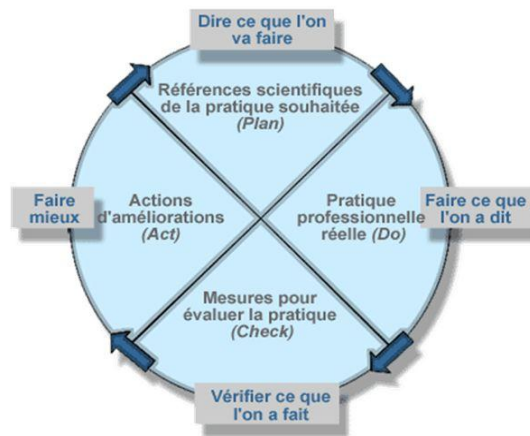 Dire ce que l'on
va faire
Références scientifiques
de la pratique souhaitée
(Plan)
Faire
mieux
Actions
d'améliorations
(Act)
Pratique
professionnelle
réelle (Do)
Faire ce que
l'on a dit
Mesures pour
évaluer la pratique
(Check)
Vérifier ce que
l'on a fait